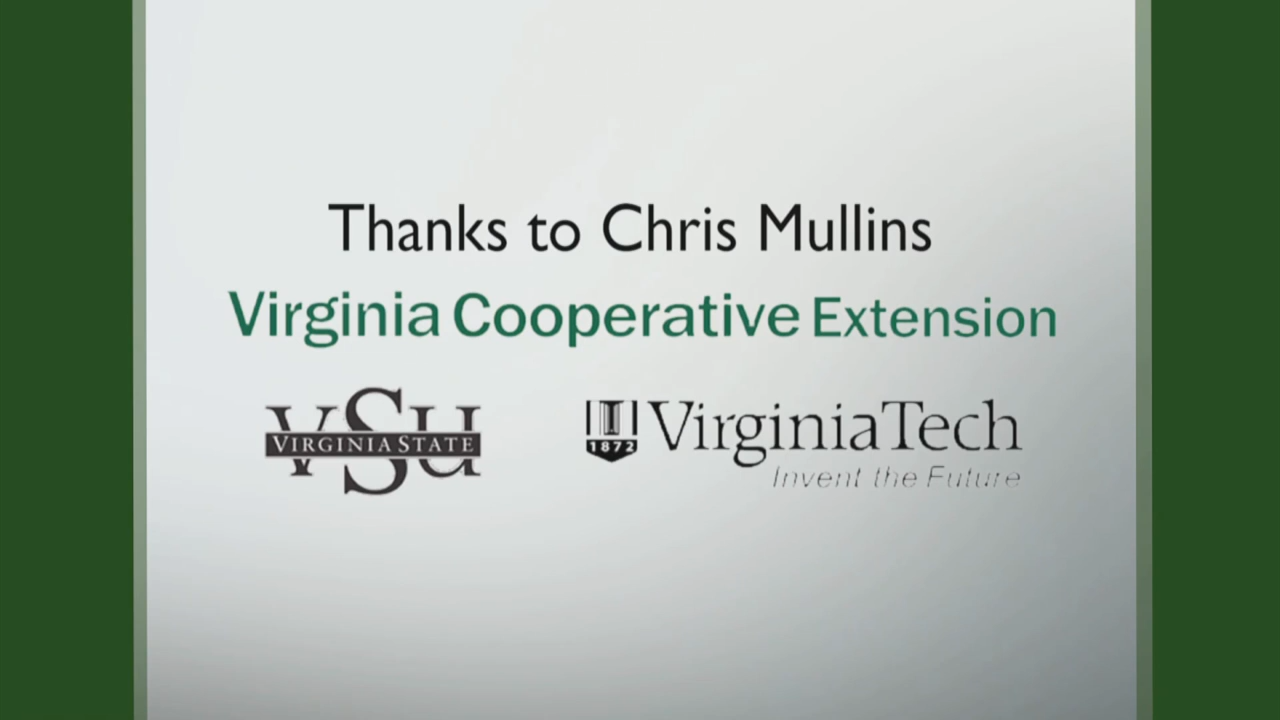 Thanks to Chris Mullins
Virginia Cooperative Extension
VSU
VIRGINIA STATE
1872
VirginiaTech
Invent the Future